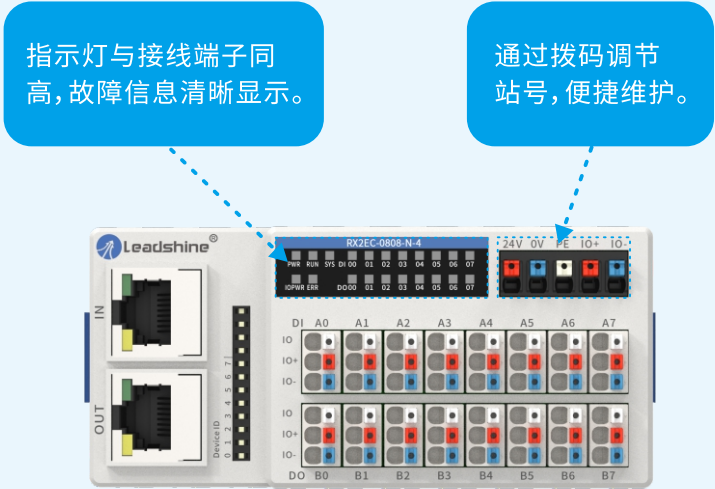 指示灯与接线端子同
高,故障信息清晰显示。
通过拨码调节
站号,便捷维护。
Leadshine®
RX2EC-0808-N-4
PWR RUN SYS DI 00 01 02 03 04 05 06 07
IOPWR ERR DO 00 01 02 03 04 05 06 07
24V 0V PE IO+ IO-
IN
OUT
Device ID
0 1 2 3 4 5 6 7
DI A0 A1 A2 A3 A4 A5 A6 A7
IO
IO+
IO-
IO
IO+
IO-
DO B0 B1 B2 B3 B4 B5 B6 B7